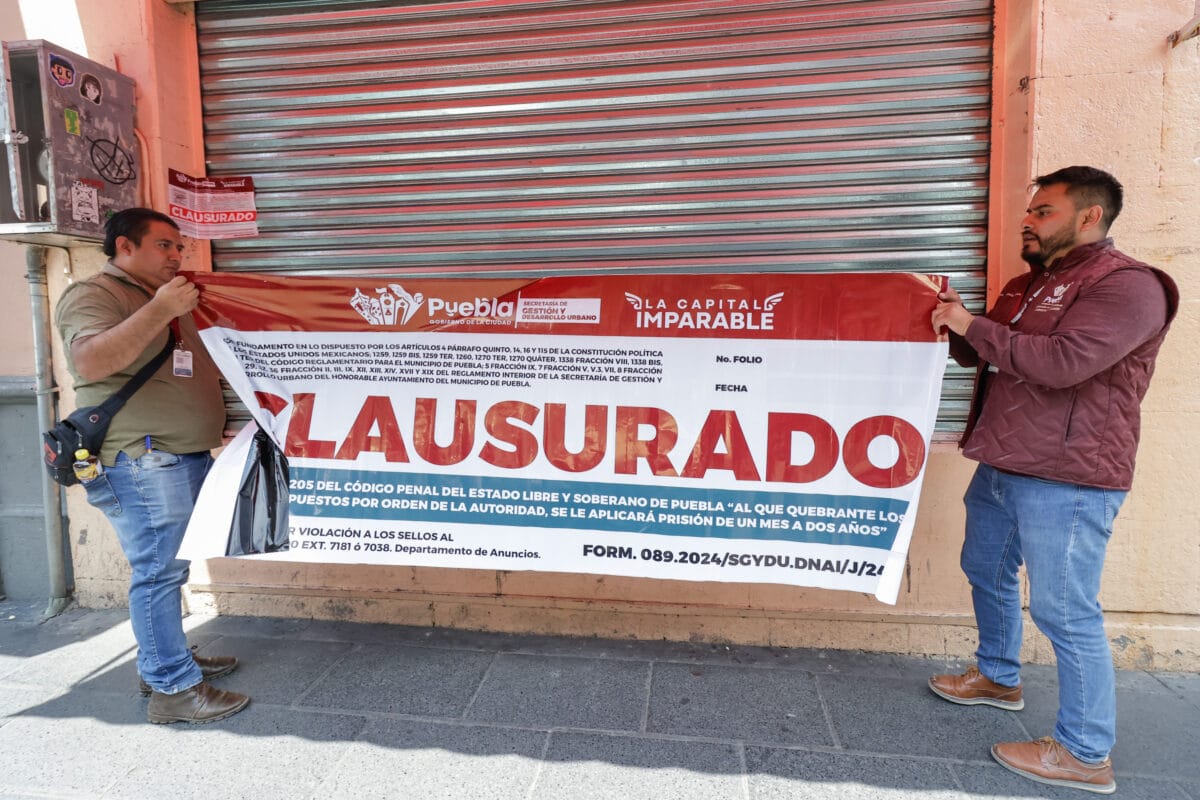 CLAUSURADO
Puebla
GOBIERNO DE LA CIUDAD
SECRETARÍA DE
GESTIÓN Y
DESARROLLO URBANO
LA CAPITAL
IMPARABLE
FUNDAMENTO EN LO DISPUESTO POR LOS ARTÍCULOS 4 PÁRRAFO QUINTO, 14, 16 Y 115 DE LA CONSTITUCIÓN POLÍTICA
LOS ESTADOS UNIDOS MEXICANOS; 1259, 1259 BIS, 1259 TER, 1260, 1270 TER, 1270 QUÁTER, 1338 FRACCIÓN VIII, 1338 BIS,
TER DEL CÓDIGO REGLAMENTARIO PARA EL MUNICIPIO DE PUEBLA; 5 FRACCIÓN IX, 7 FRACCIÓN V, V.3, VII, 8 FRACCIÓN
29, 32, 36 FRACCIÓN II, III, IX, XII, XIII, XIV, XVII Y XIX DEL REGLAMENTO INTERIOR DE LA SECRETARÍA DE GESTIÓN Y
RROLLO URBANO DEL HONORABLE AYUNTAMIENTO DEL MUNICIPIO DE PUEBLA.
No. FOLIO
FECHA
CLAUSURADO
205 DEL CÓDIGO PENAL DEL ESTADO LIBRE Y SOBERANO DE PUEBLA "AL QUE QUEBRANTE LOS
PUESTOS POR ORDEN DE LA AUTORIDAD, SE LE APLICARÁ PRISIÓN DE UN MES A DOS AÑOS"
R VIOLACIÓN A LOS SELLOS AL
O EXT. 7181 ó 7038. Departamento de Anuncios.
FORM. 089.2024/SGYDU.DNAI/J/24
Puebla